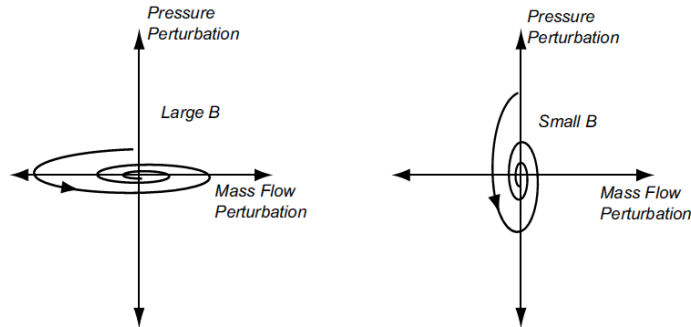 Pressure
Perturbation
Large B
Mass Flow
Perturbation
Pressure
Perturbation
Small B
Mass Flow
Perturbation